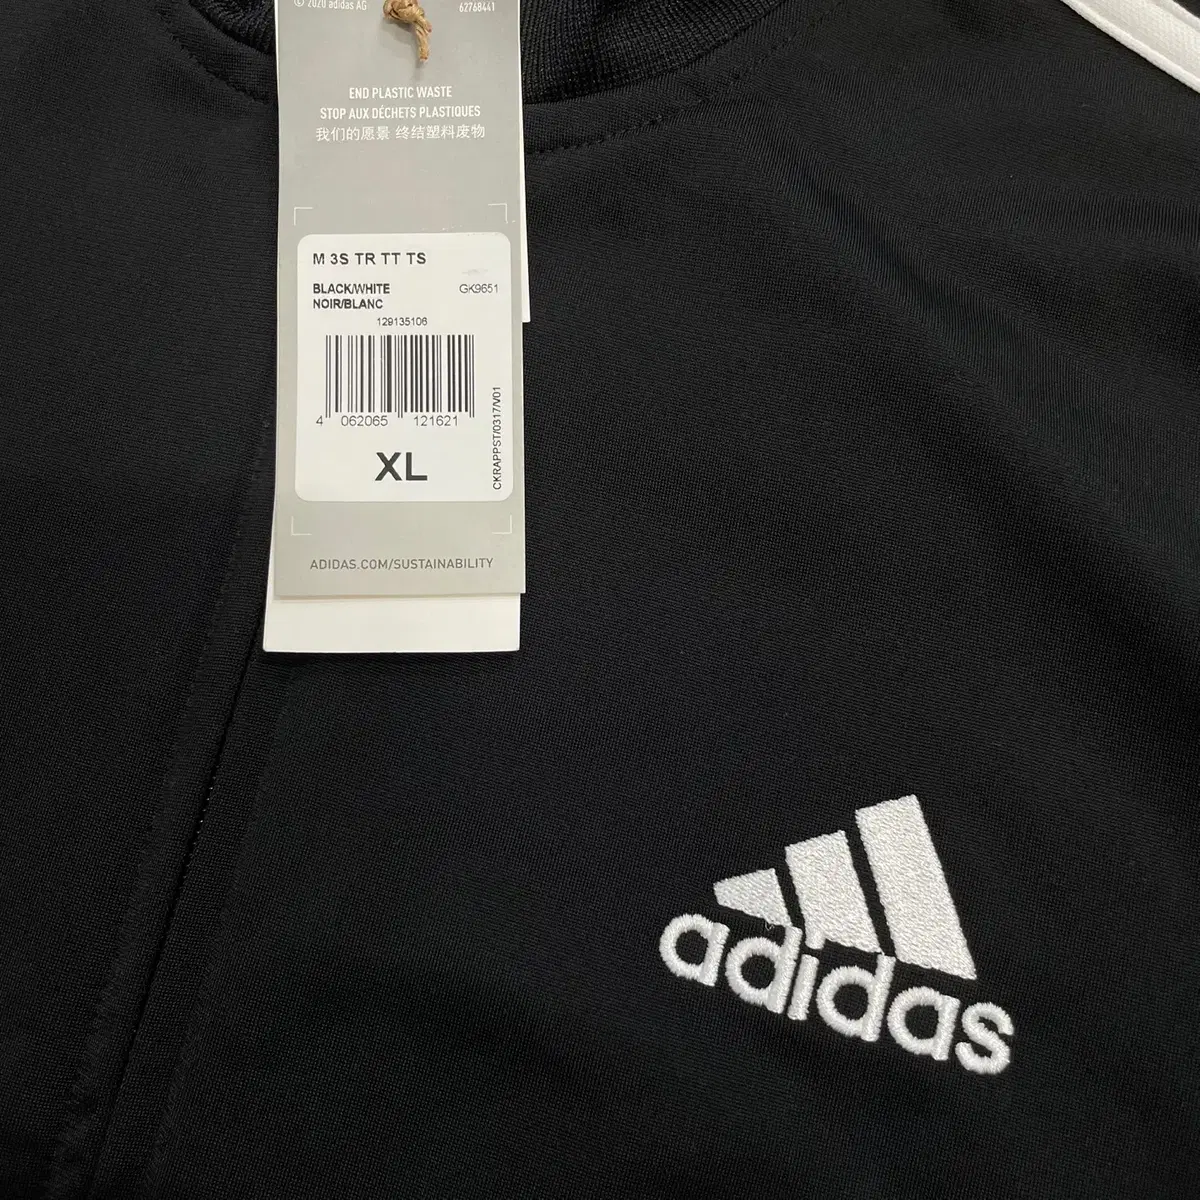 © 2020 adidas AG
62768441
END PLASTIC WASTE
STOP AUX DÉCHETS PLASTIQUES
我们的愿景 终结塑料废物
M 3S TR TT TS
BLACK/WHITE
GK9651
NOIR/BLANC
129135106
4 062065 121621
XL
CKRAPPST/0317/V01
ADIDAS.COM/SUSTAINABILITY
adidas